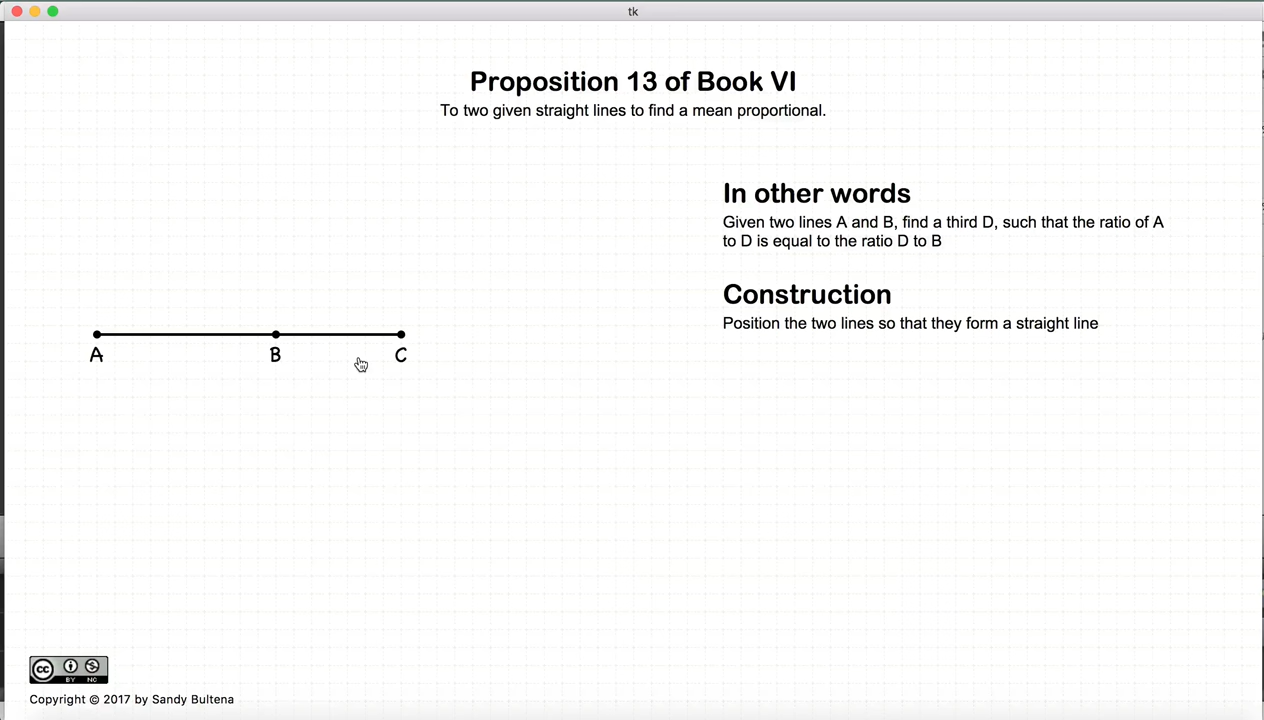 tk
Proposition 13 of Book VI
To two given straight lines to find a mean proportional.
In other words
Given two lines A and B, find a third D, such that the ratio of A
to D is equal to the ratio D to B
Construction
Position the two lines so that they form a straight line
A B C
cc
BY NC
Copyright © 2017 by Sandy Bultena